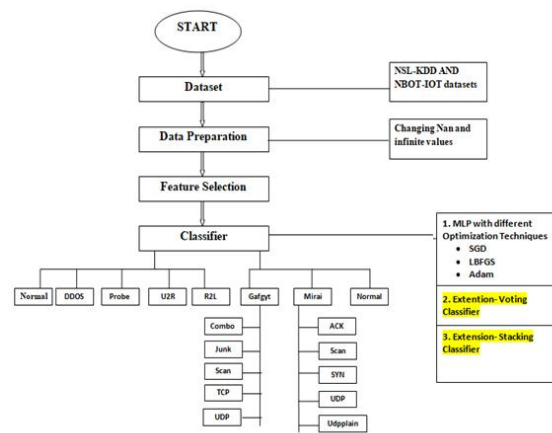 START
Dataset
NSL-KDD AND
NBOT-IOT datasets
Data Preparation
Changing Nan and
infinite values
Feature Selection
Classifier
1. MLP with different
Optimization Techniques
• SGD
• LBFGS
• Adam
2. Extention- Voting
Classifier
3. Extension- Stacking
Classifier
Normal
DDOS
Probe
U2R
R2L
Gafgyt
Mirai
Normal
Combo
Junk
Scan
TCP
UDP
ACK
Scan
SYN
UDP
Udpplain